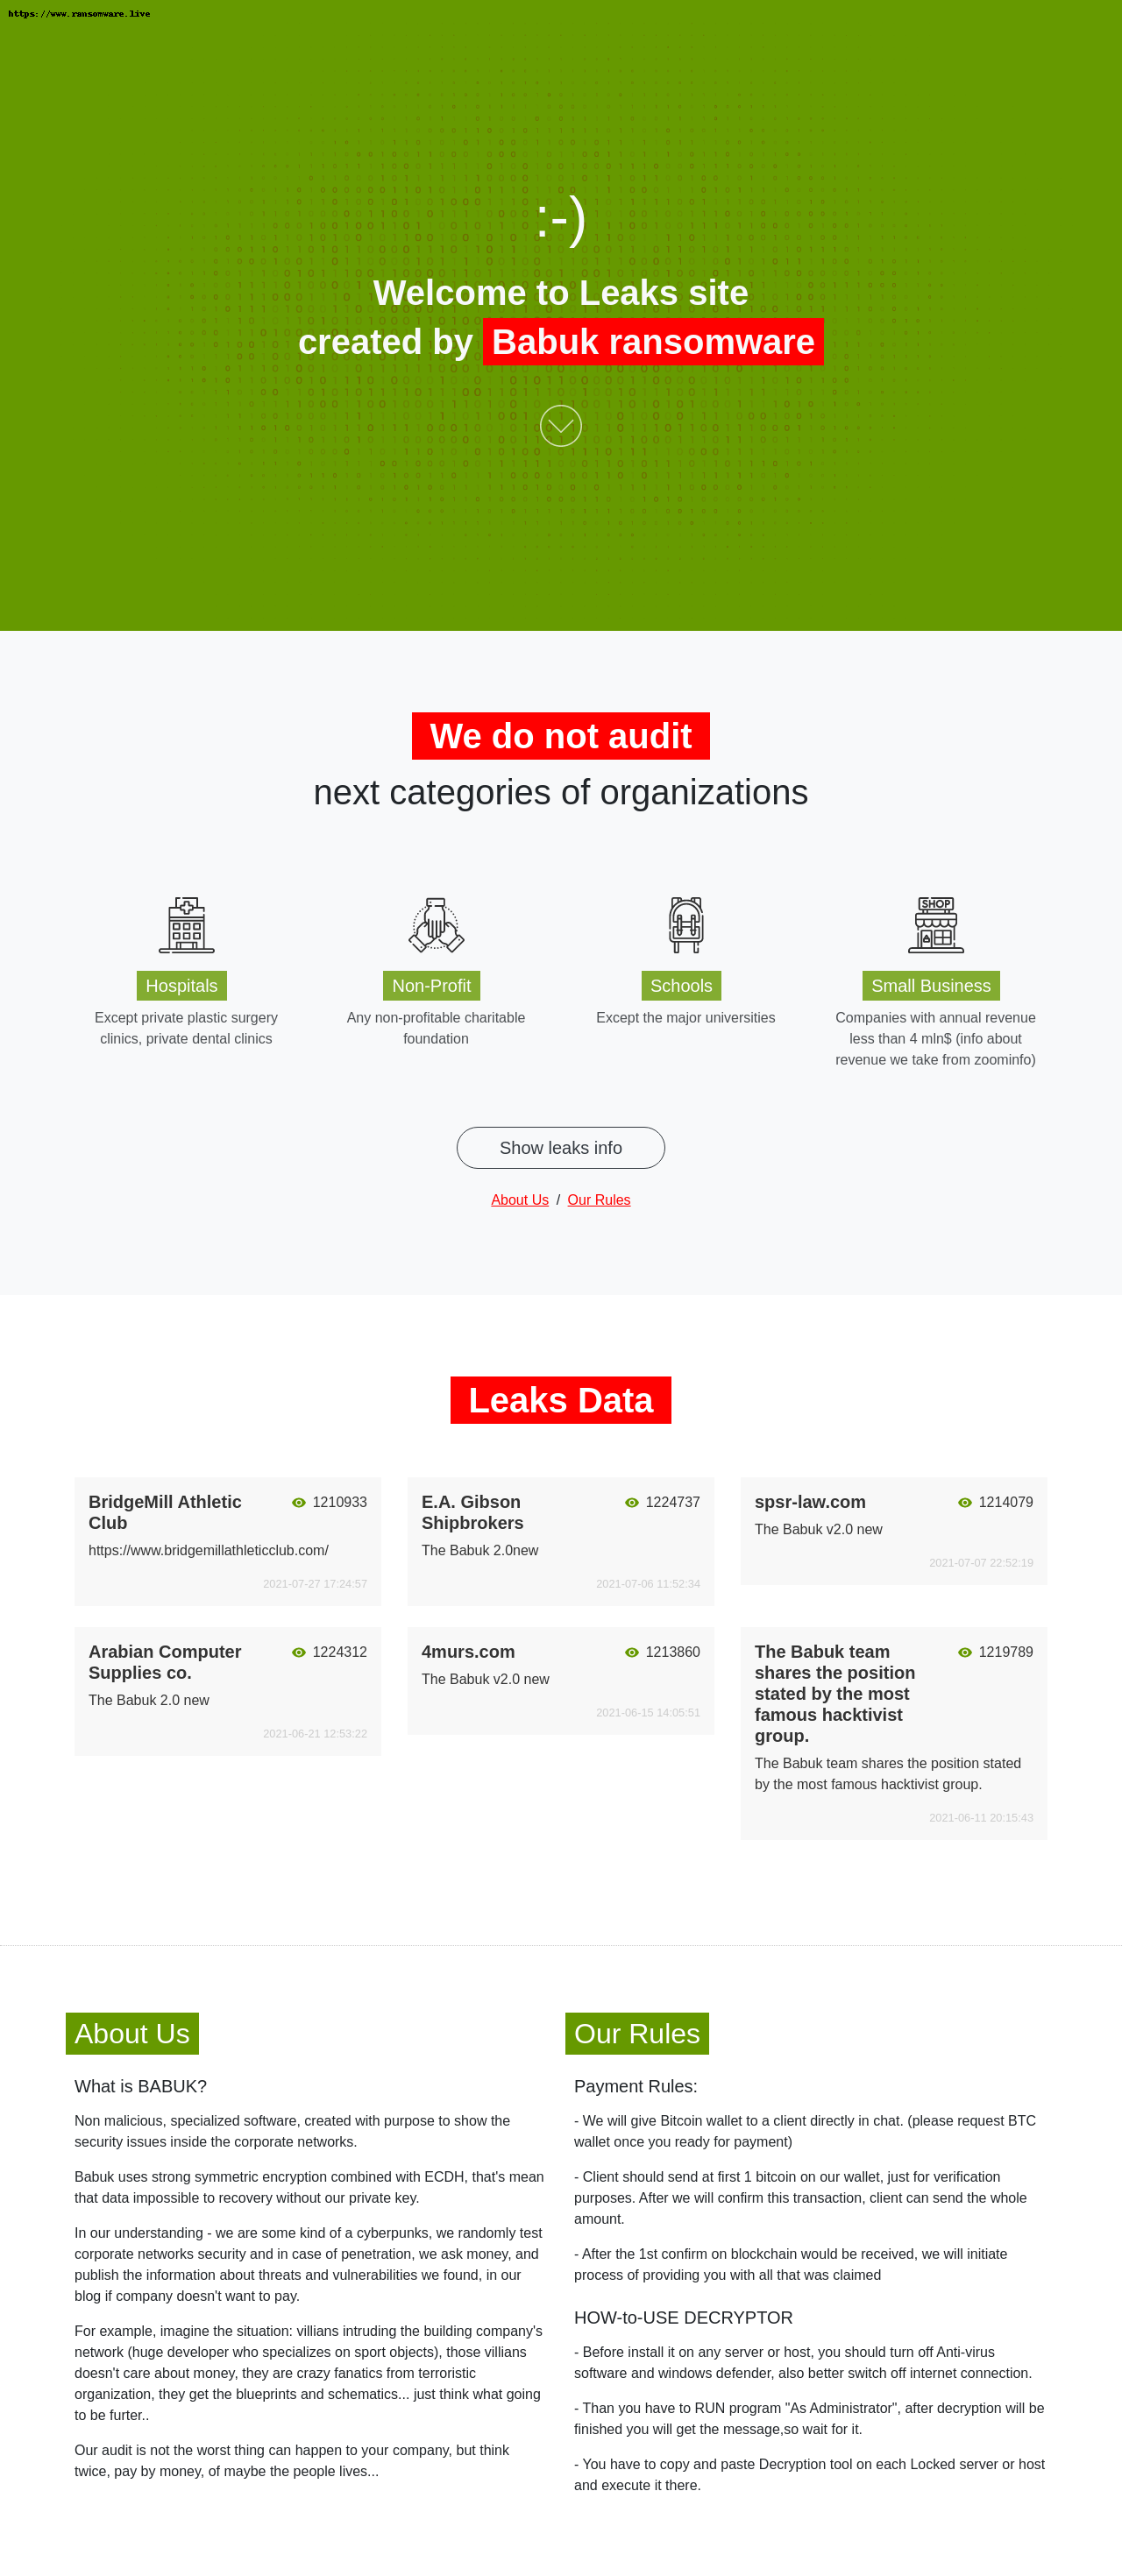 https://www.ransomware.live
:-)
Welcome to Leaks site
created by Babuk ransomware
We do not audit
next categories of organizations
SHOP
Hospitals
Except private plastic surgery
clinics, private dental clinics
Non-Profit
Any non-profitable charitable
foundation
Schools
Except the major universities
Small Business
Companies with annual revenue
less than 4 mln$ (info about
revenue we take from zoominfo)
Show leaks info
About Us / Our Rules
Leaks Data
BridgeMill Athletic
Club
1210933
https://www.bridgemillathleticclub.com/
2021-07-27 17:24:57
E.A. Gibson
Shipbrokers
1224737
The Babuk 2.0new
2021-07-06 11:52:34
spsr-law.com
1214079
The Babuk v2.0 new
2021-07-07 22:52:19
Arabian Computer
Supplies co.
1224312
The Babuk 2.0 new
2021-06-21 12:53:22
4murs.com
1213860
The Babuk v2.0 new
2021-06-15 14:05:51
The Babuk team
shares the position
stated by the most
famous hacktivist
group.
1219789
The Babuk team shares the position stated
by the most famous hacktivist group.
2021-06-11 20:15:43
About Us
What is BABUK?
Non malicious, specialized software, created with purpose to show the
security issues inside the corporate networks.
Babuk uses strong symmetric encryption combined with ECDH, that's mean
that data impossible to recovery without our private key.
In our understanding - we are some kind of a cyberpunks, we randomly test
corporate networks security and in case of penetration, we ask money, and
publish the information about threats and vulnerabilities we found, in our
blog if company doesn't want to pay.
For example, imagine the situation: villians intruding the building company's
network (huge developer who specializes on sport objects), those villians
doesn't care about money, they are crazy fanatics from terroristic
organization, they get the blueprints and schematics... just think what going
to be furter..
Our audit is not the worst thing can happen to your company, but think
twice, pay by money, of maybe the people lives...
Our Rules
Payment Rules:
- We will give Bitcoin wallet to a client directly in chat. (please request BTC
wallet once you ready for payment)
- Client should send at first 1 bitcoin on our wallet, just for verification
purposes. After we will confirm this transaction, client can send the whole
amount.
- After the 1st confirm on blockchain would be received, we will initiate
process of providing you with all that was claimed
HOW-to-USE DECRYPTOR
- Before install it on any server or host, you should turn off Anti-virus
software and windows defender, also better switch off internet connection.
- Than you have to RUN program "As Administrator", after decryption will be
finished you will get the message,so wait for it.
- You have to copy and paste Decryption tool on each Locked server or host
and execute it there.